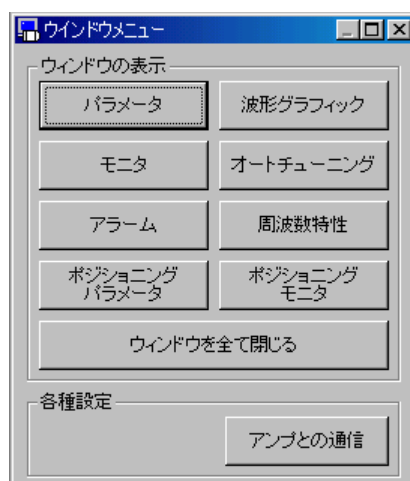 ウインドウメニュー
ウィンドウの表示
パラメータ
波形グラフィック
モニタ
オートチューニング
アラーム
周波数特性
ポジショニング
パラメータ
ポジショニング
モニタ
ウィンドウを全て閉じる
各種設定
アンプとの通信